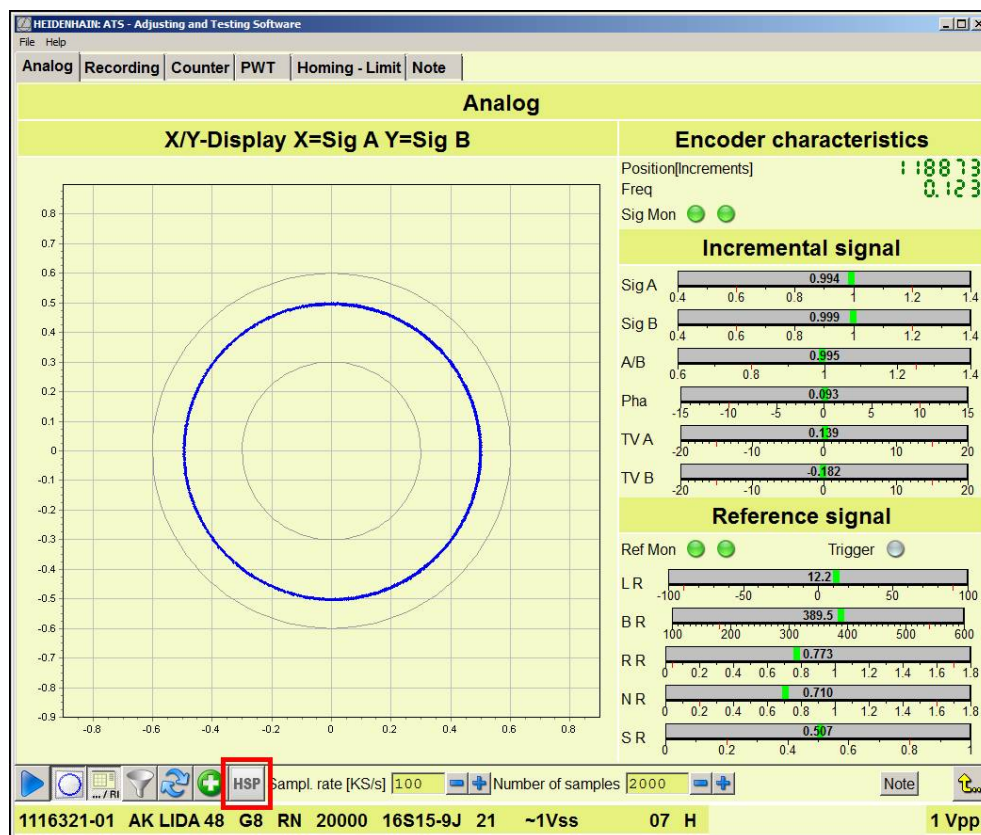 HEIDENHAIN: ATS - Adjusting and Testing Software
File Help
Analog Recording Counter PWT Homing - Limit Note
Analog
X/Y-Display X=Sig A Y=Sig B
0.8
0.7
0.6
0.5
0.4
0.3
0.2
0.1
0
-0.1
-0.2
-0.3
-0.4
-0.5
-0.6
-0.7
-0.8
-0.9
-0.8 -0.6 -0.4 -0.2 0 0.2 0.4 0.6 0.8
Encoder characteristics
Position[Increments] 118873
Freq 0.123
Sig Mon
Incremental signal
Sig A 0.994
0.4 0.6 0.8 1 1.2 1.4
Sig B 0.999
0.4 0.6 0.8 1 1.2 1.4
A/B 0.995
0.6 0.8 1 1.2 1.4
Pha 0.093
-15 -10 -5 0 5 10 15
TV A 0.139
-20 -10 0 10 20
TV B -0.182
-20 -10 0 10 20
Reference signal
Ref Mon Trigger
L R 12.2
-100 -50 0 50 100
B R 389.5
100 200 300 400 500 600
R R 0.773
0 0.2 0.4 0.6 0.8 1 1.2 1.4 1.6 1.8
N R 0.710
0 0.2 0.4 0.6 0.8 1 1.2 1.4 1.6 1.8
S R 0.507
0 0.2 0.4 0.6 0.8 1
... / RI HSP Sampl. rate [KS/s] 100 Number of samples 2000 Note
1116321-01 AK LIDA 48 G8 RN 20000 16S15-9J 21 ~1Vss 07 H 1 Vpp